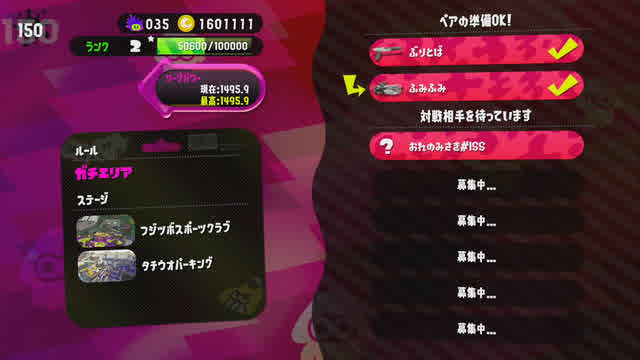 150
035 1601111
ランク 2 50600/100000
リーグパワー
現在:1495.9
最高:1495.9
ルール
ガチエリア
ステージ
フジツボスポーツクラブ
タチウオパーキング
ペアの準備OK!
ぷりとぱ
ふみふみ
対戦相手を待っています
? おんのみさき#ISS
募集中...
募集中...
募集中...
募集中...
募集中...